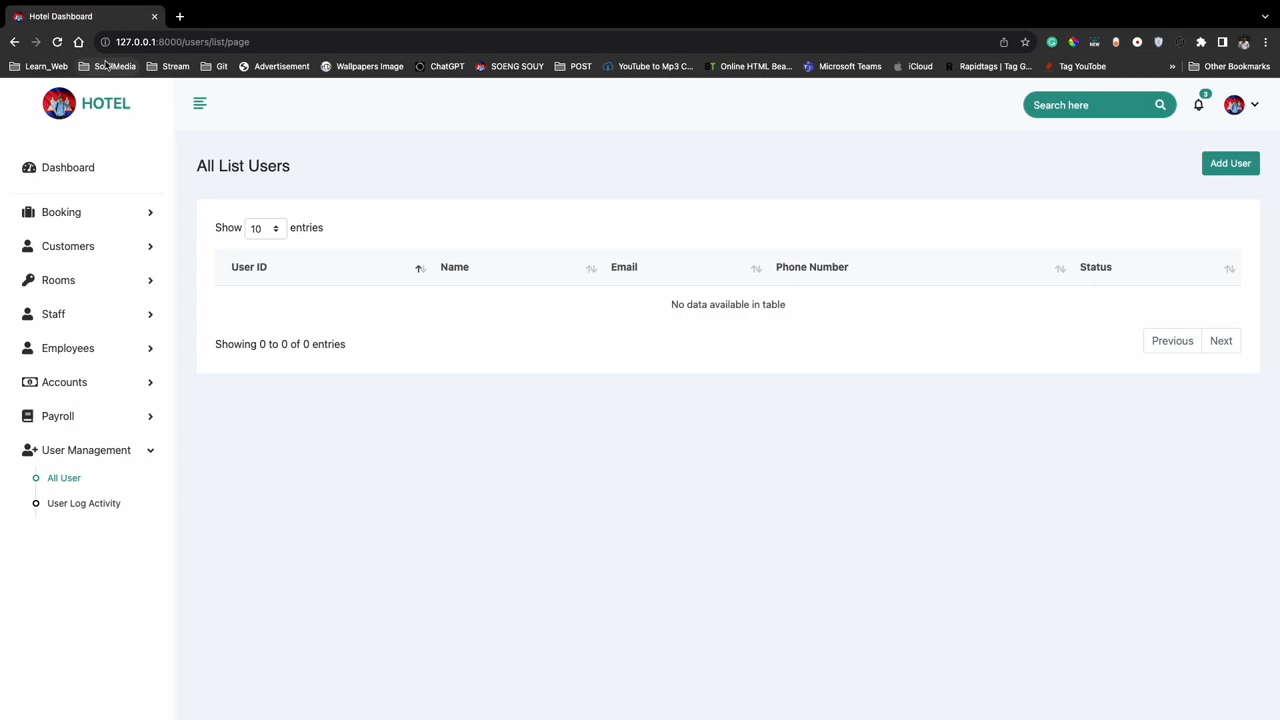 Hotel Dashboard
127.0.0.1:8000/users/list/page
Learn_Web
Stream
Git
Advertisement
Wallpapers Image
ChatGPT
SOENG SOUY
POST
YouTube to Mp3 C...
Online HTML Bea...
Microsoft Teams
iCloud
Rapidtags | Tag G...
Tag YouTube
»
Other Bookmarks
HOTEL
Search here
3
Dashboard
Booking
Customers
Rooms
Staff
Employees
Accounts
Payroll
User Management
All User
User Log Activity
All List Users
Add User
Show 10 entries
User ID Name Email Phone Number Status
No data available in table
Showing 0 to 0 of 0 entries
Previous Next